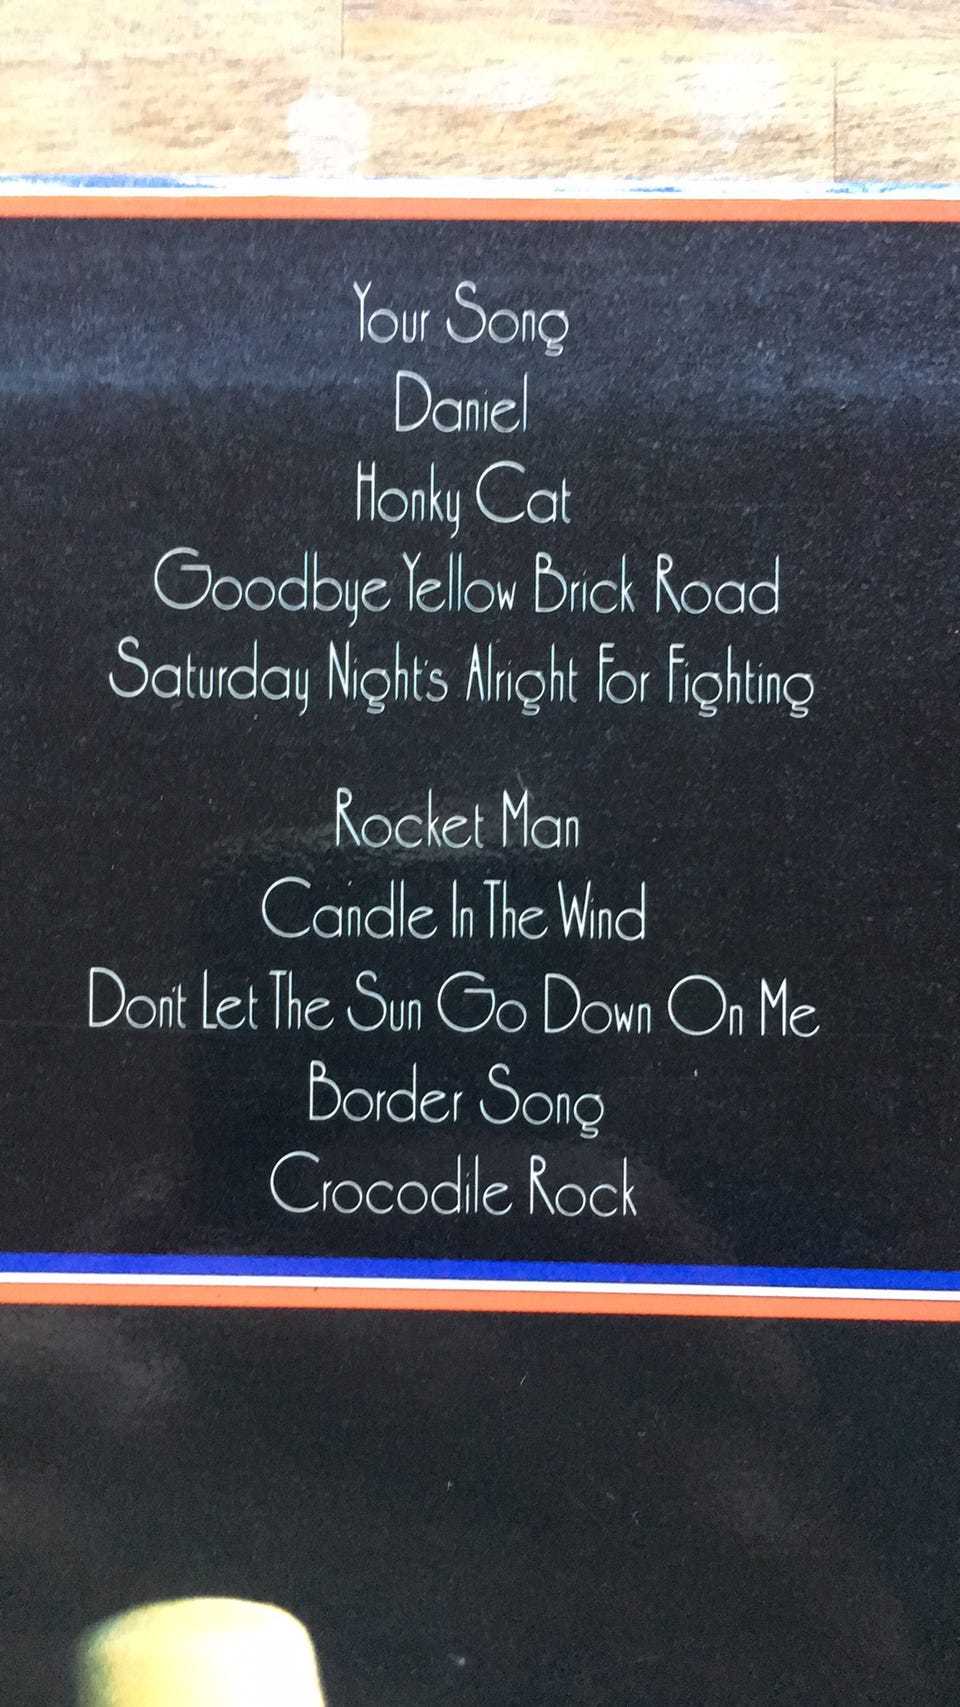 Your Song
Daniel
Honky Cat
Goodbye Yellow Brick Road
Saturday Night's Alright For Fighting
Rocket Man
Candle In The Wind
Don't Let The Sun Go Down On Me
Border Song
Crocodile Rock